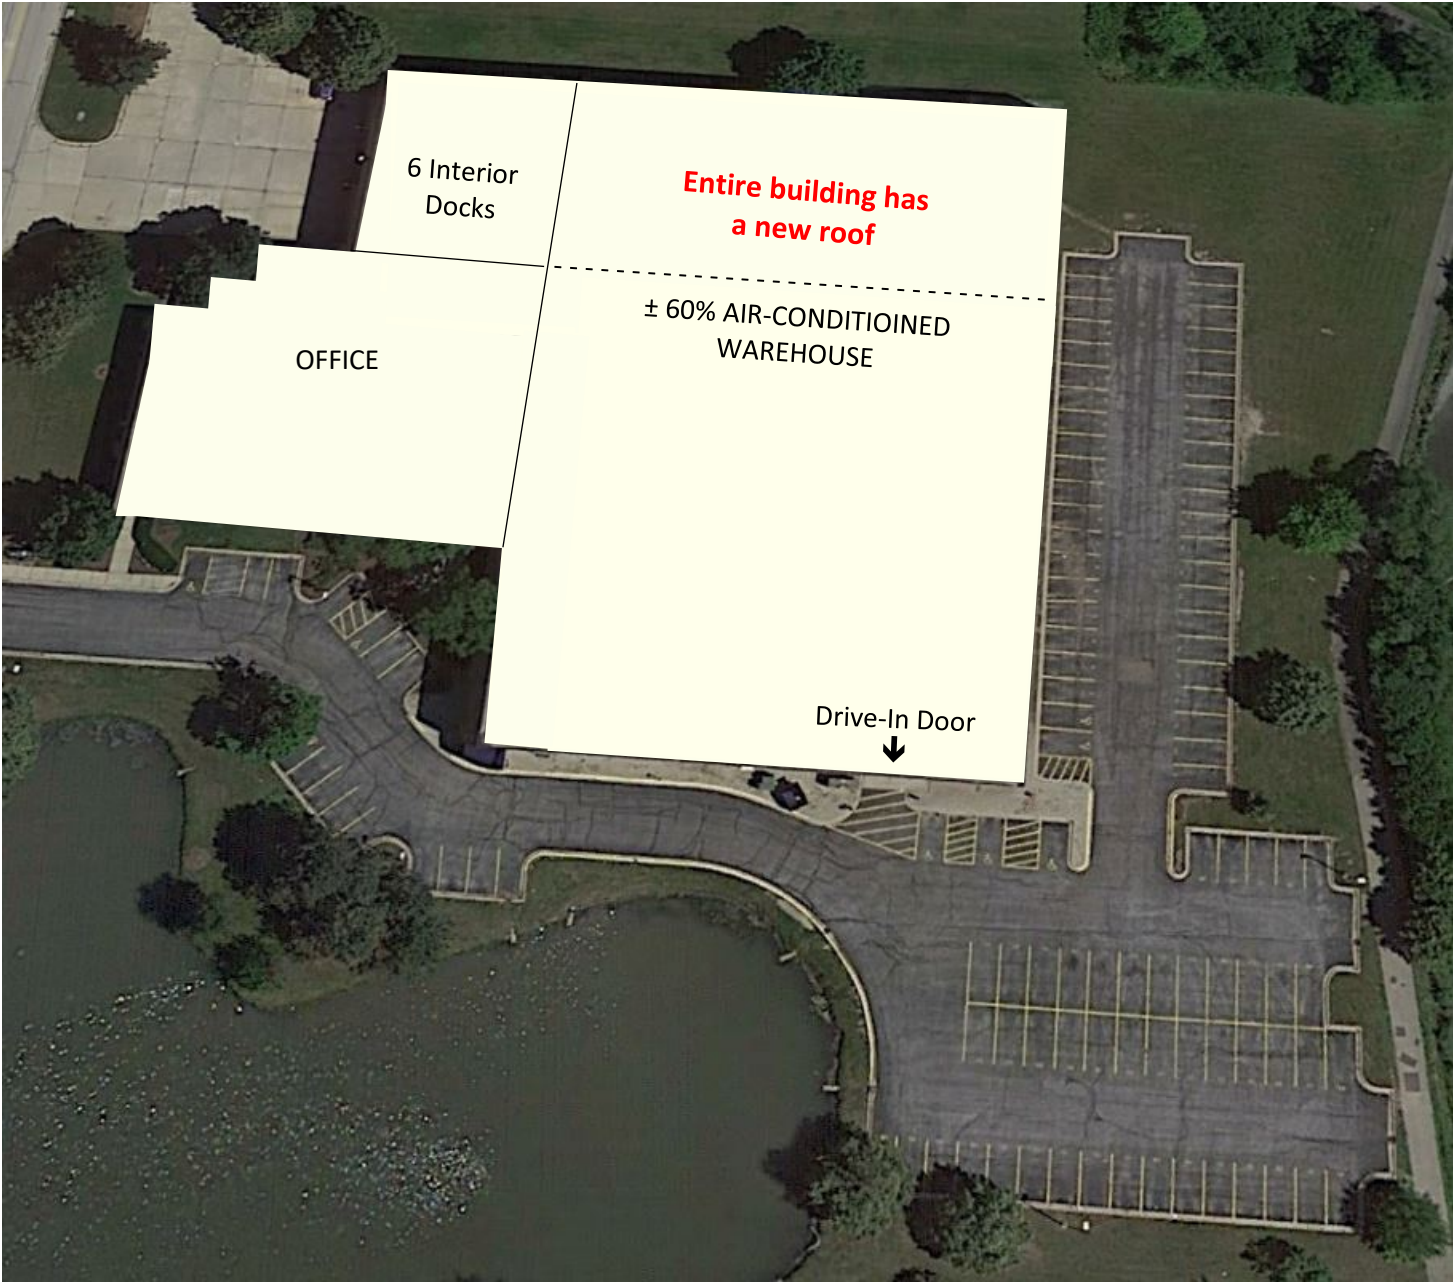 6 Interior
Docks
Entire building has
a new roof
± 60% AIR-CONDITIOINED
WAREHOUSE
OFFICE
Drive-In Door